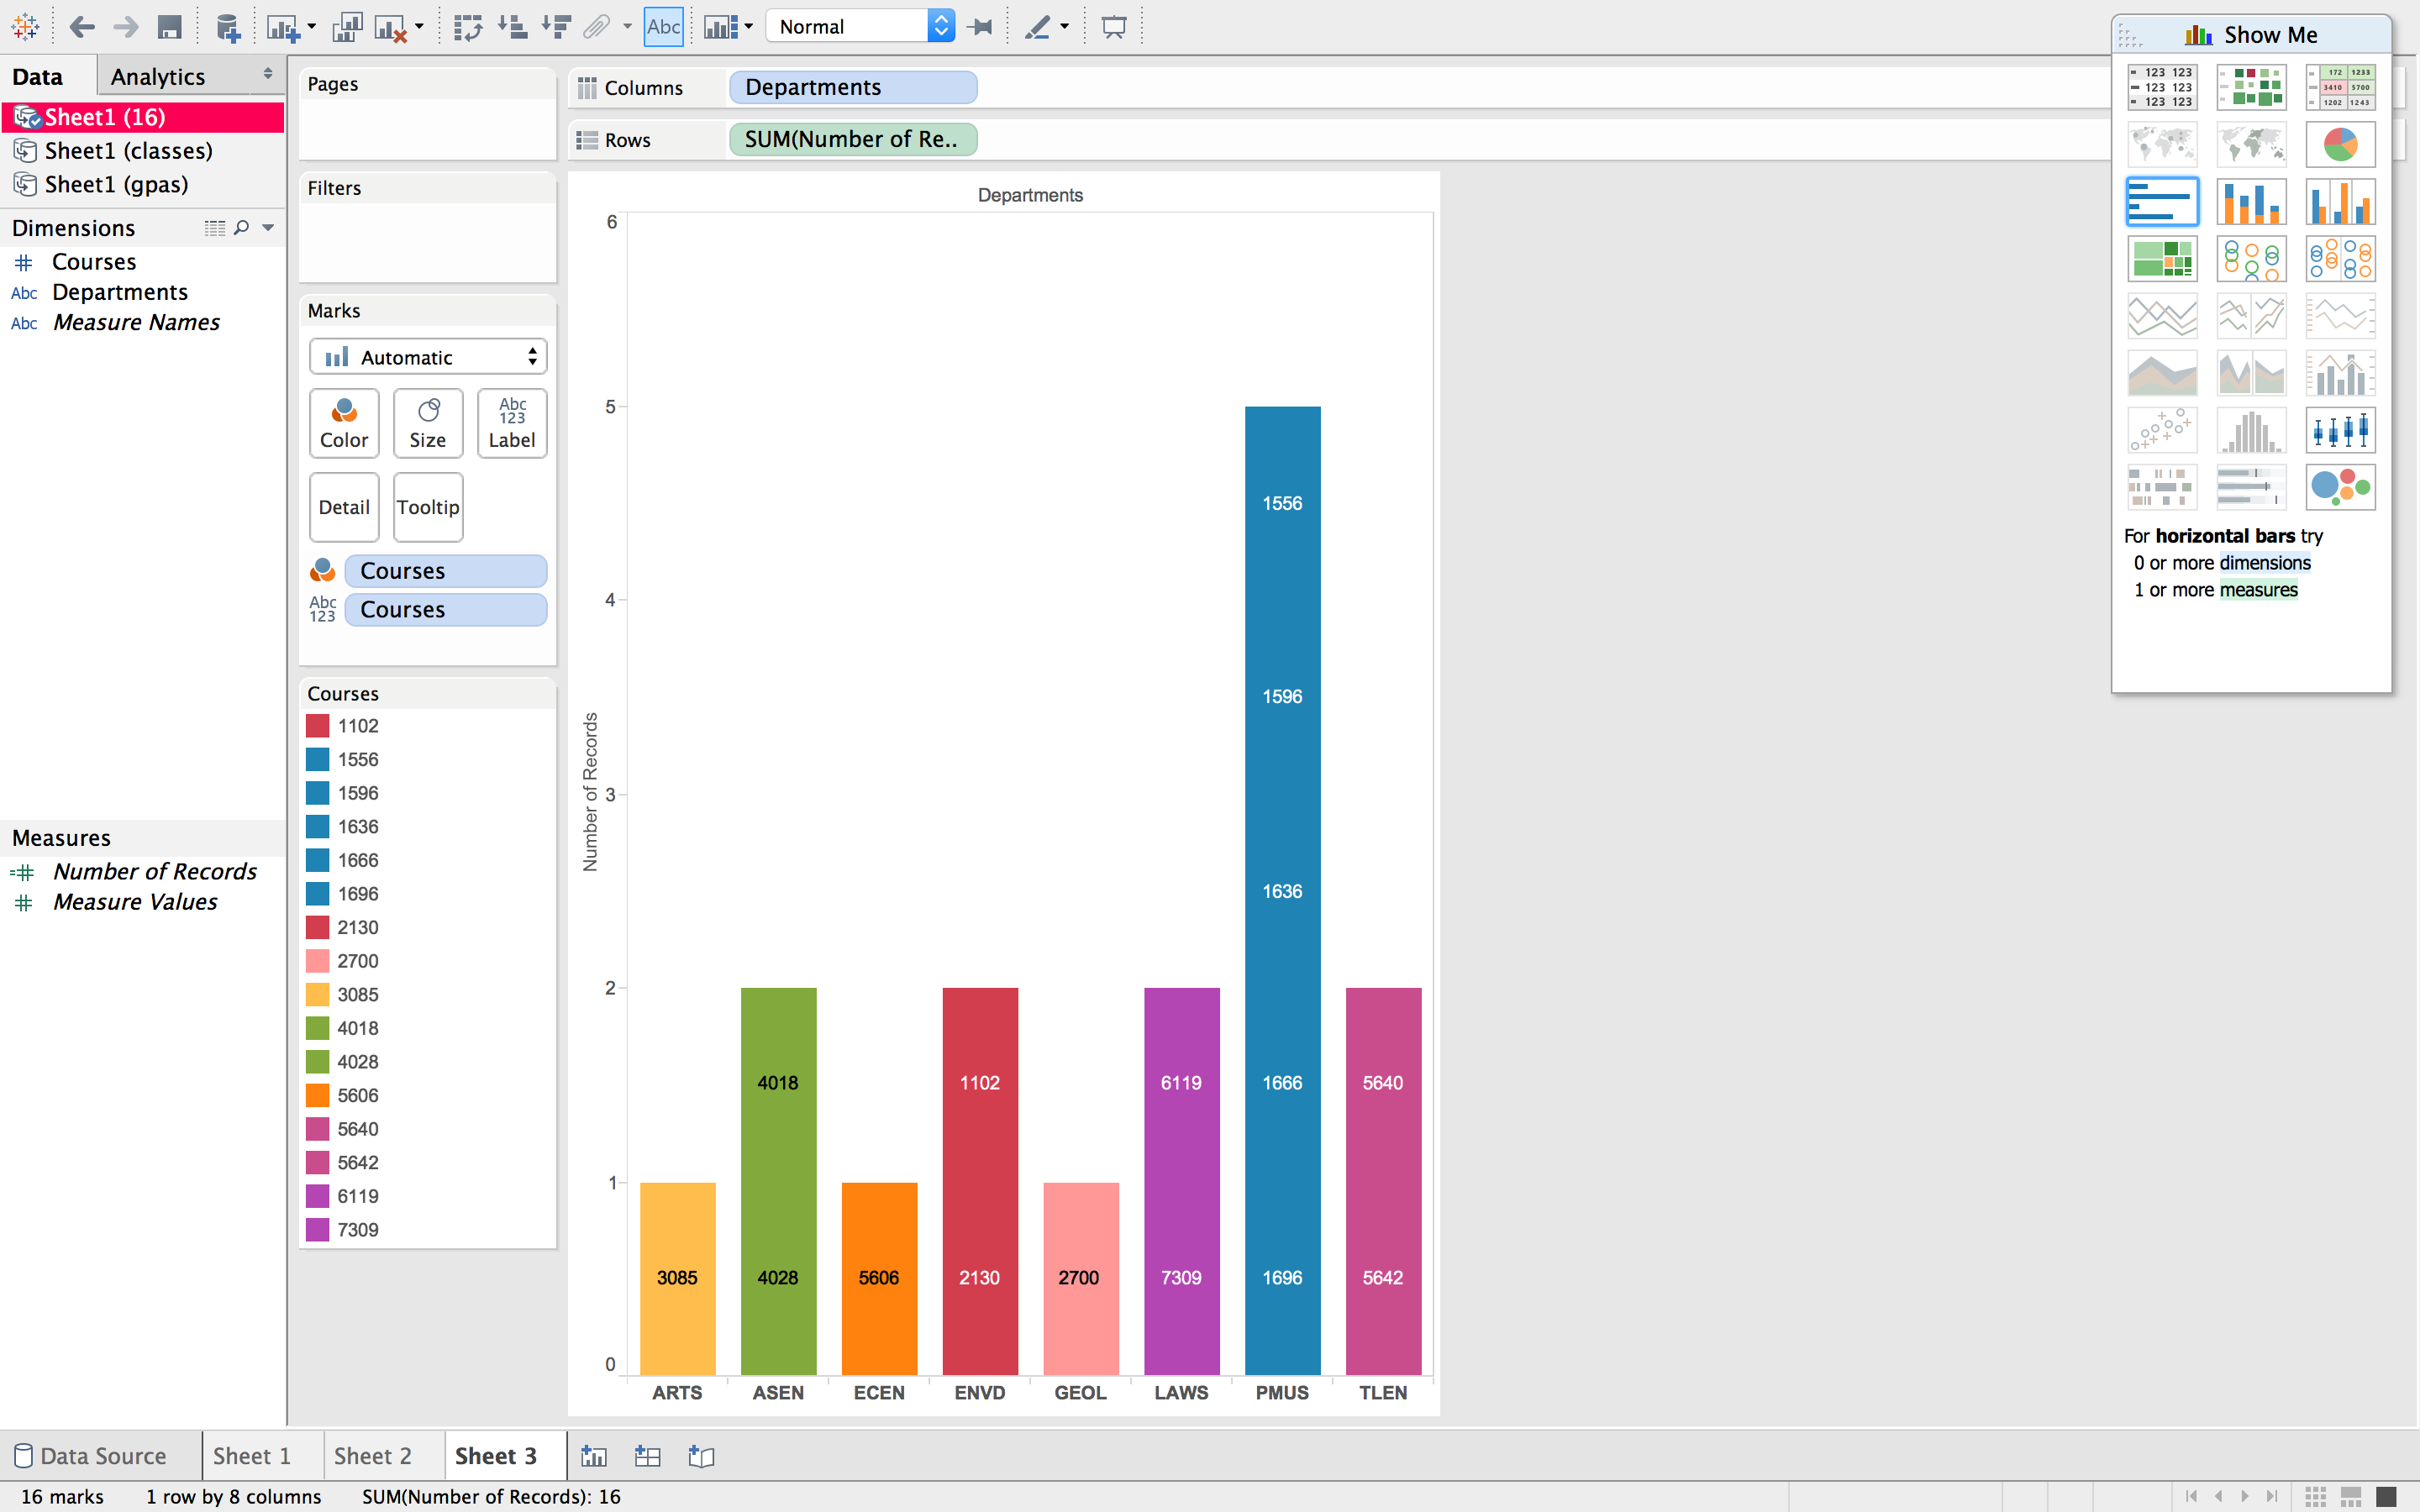 Abc
Normal
Show Me
Data
Analytics
Sheet1 (16)
Sheet1 (classes)
Sheet1 (gpas)
Dimensions
Courses
Abc Departments
Abc Measure Names
Measures
Number of Records
Measure Values
Pages
Filters
Marks
Automatic
Color
Size
Abc
123
Label
Detail
Tooltip
Courses
Abc
123
Courses
Courses
1102
1556
1596
1636
1666
1696
2130
2700
3085
4018
4028
5606
5640
5642
6119
7309
Columns
Departments
Rows
SUM(Number of Re..
Departments
Number of Records
6
5
4
3
2
1
0
1556
1596
1636
4018
1102
6119
1666
5640
3085
4028
5606
2130
2700
7309
1696
5642
ARTS
ASEN
ECEN
ENVD
GEOL
LAWS
PMUS
TLEN
123 123
123 123
123 123
172 1233
3410 5700
1202 1243
For horizontal bars try
0 or more dimensions
1 or more measures
Data Source
Sheet 1
Sheet 2
Sheet 3
16 marks
1 row by 8 columns
SUM(Number of Records): 16